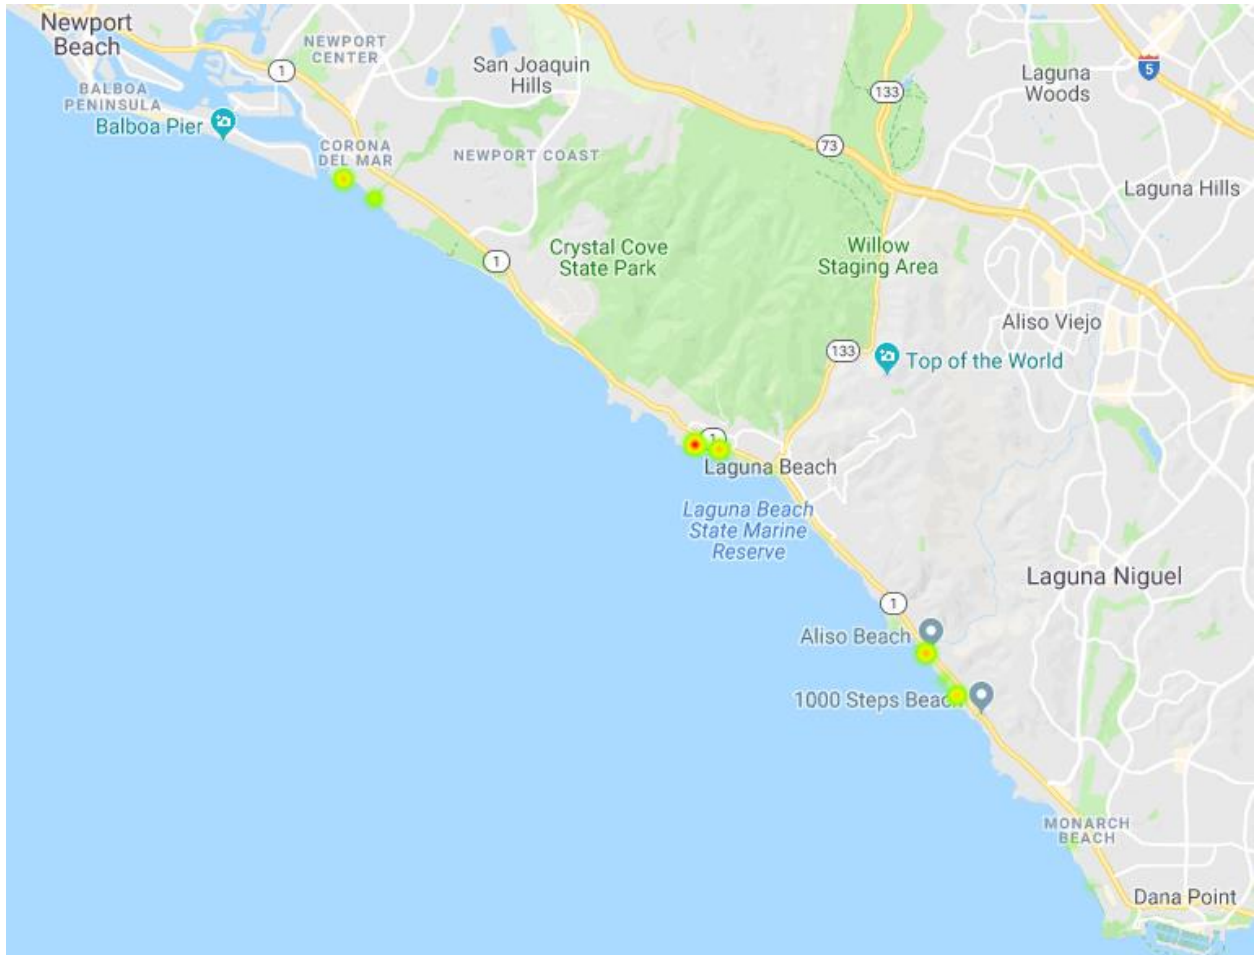 Newport
Beach
NEWPORT
CENTER
1
San Joaquin
Hills
BALBOA
PENINSULA
Balboa Pier
CORONA
DEL MAR
NEWPORT COAST
133
Laguna
Woods
5
73
Laguna Hills
Crystal Cove
State Park
Willow
Staging Area
1
Aliso Viejo
133
Top of the World
1
Laguna Beach
Laguna Beach
State Marine
Reserve
Laguna Niguel
1
Aliso Beach
1000 Steps Beach
MONARCH
BEACH
Dana Point